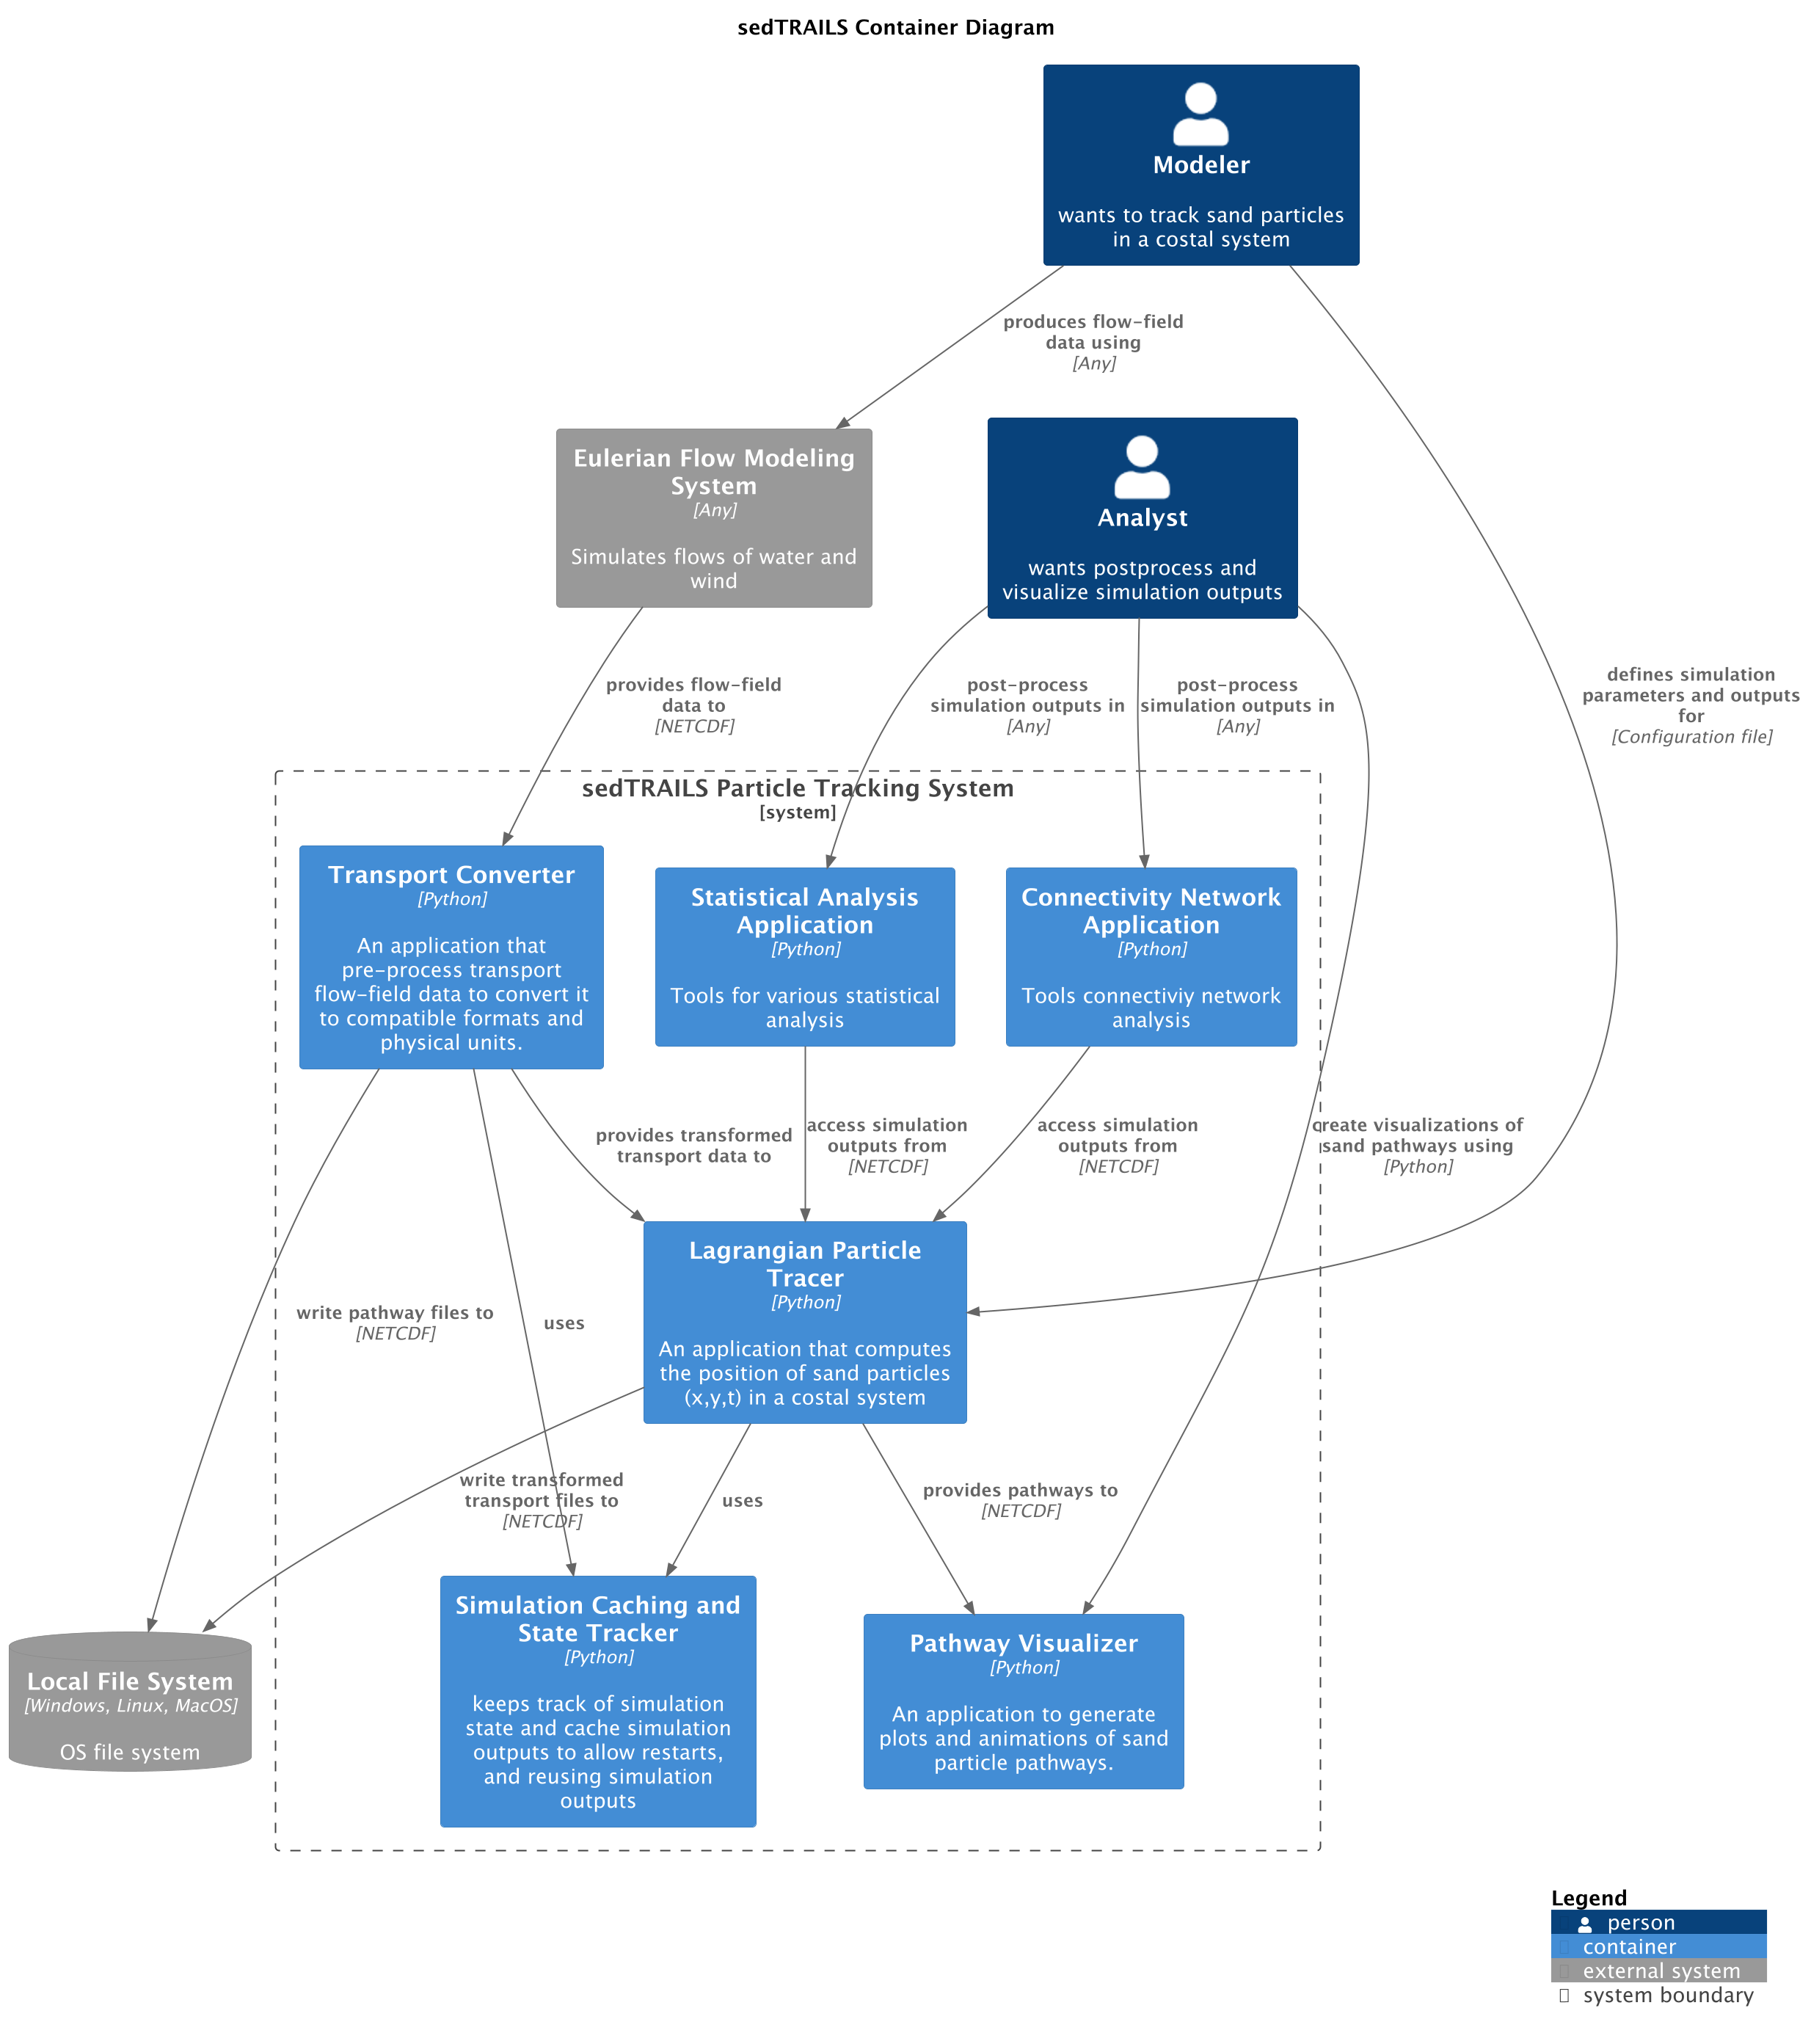 sedTRAILS Container Diagram
Modeler
wants to track sand particles
in a costal system
produces flow-field
data using
[Any]
Eulerian Flow Modeling
System
[Any]
Simulates flows of water and
wind
Analyst
wants postprocess and
visualize simulation outputs
provides flow-field
data to
[NETCDF]
post-process
simulation outputs in
[Any]
post-process
simulation outputs in
[Any]
defines simulation
parameters and outputs
for
[Configuration file]
sedTRAILS Particle Tracking System
[system]
Transport Converter
[Python]
An application that
pre-process transport
flow-field data to convert it
to compatible formats and
physical units.
Statistical Analysis
Application
[Python]
Tools for various statistical
analysis
Connectivity Network
Application
[Python]
Tools connectiviy network
analysis
provides transformed
transport data to
access simulation
outputs from
[NETCDF]
access simulation
outputs from
[NETCDF]
create visualizations of
sand pathways using
[Python]
Lagrangian Particle
Tracer
[Python]
An application that computes
the position of sand particles
(x,y,t) in a costal system
write pathway files to
[NETCDF]
uses
write transformed
transport files to
[NETCDF]
uses
provides pathways to
[NETCDF]
Local File System
[Windows, Linux, MacOS]
OS file system
Simulation Caching and
State Tracker
[Python]
keeps track of simulation
state and cache simulation
outputs to allow restarts,
and reusing simulation
outputs
Pathway Visualizer
[Python]
An application to generate
plots and animations of sand
particle pathways.
Legend
person
container
external system
system boundary